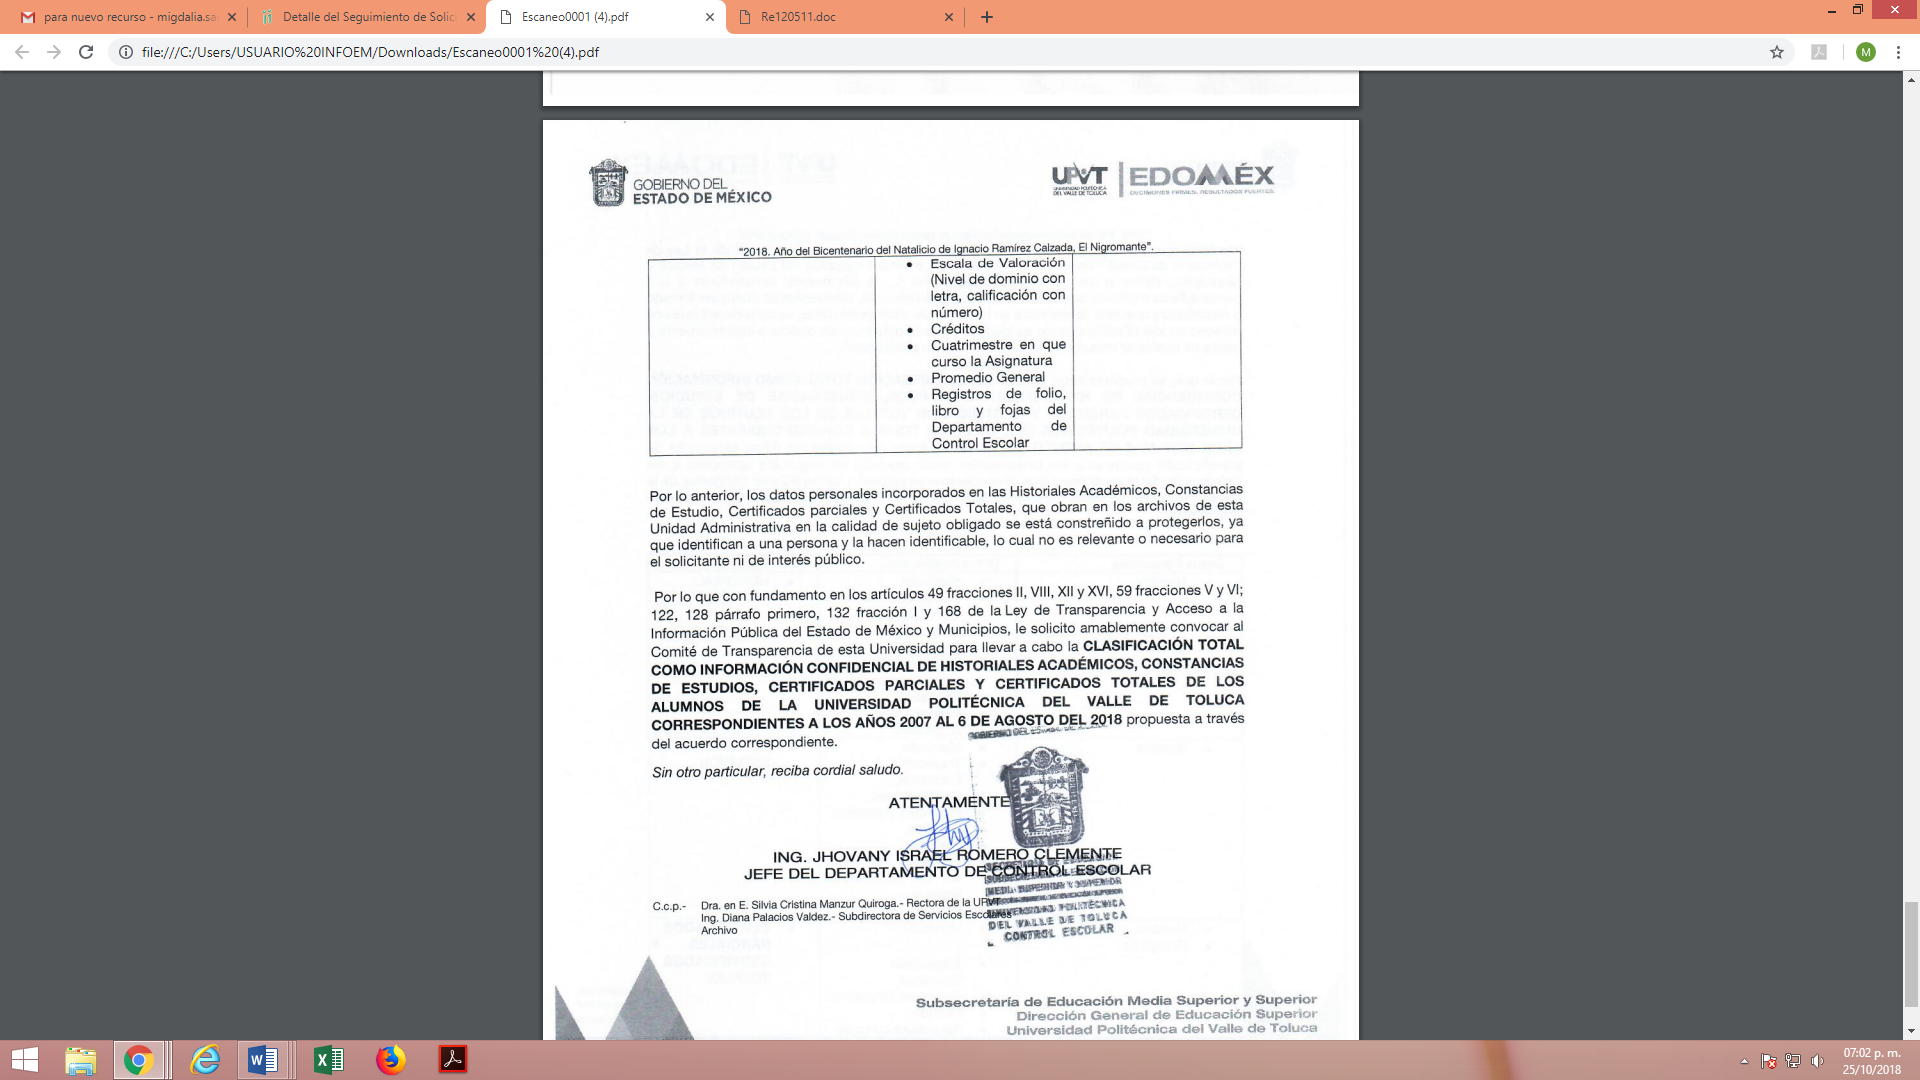 para nuevo recurso - migdalia.sa
Detalle del Seguimiento de Solic
Escaneo0001 (4).pdf
Re120511.doc
file:///C:/Users/USUARIO%20INFOEM/Downloads/Escaneo0001%20(4).pdf
M
GOBIERNO DEL
ESTADO DE MÉXICO
UPVT
UNIVERSIDAD POLITÉCNICA
DEL VALLE DE TOLUCA
EDOMÉX
DECISIONES FIRMES, RESULTADOS FUERTES.
“2018. Año del Bicentenario del Natalicio de Ignacio Ramírez Calzada, El Nigromante”.
• Escala de Valoración
(Nivel de dominio con
letra, calificación con
número)
• Créditos
• Cuatrimestre en que
curso la Asignatura
• Promedio General
• Registros de folio,
libro y fojas del
Departamento de
Control Escolar
Por lo anterior, los datos personales incorporados en las Historiales Académicos, Constancias
de Estudio, Certificados parciales y Certificados Totales, que obran en los archivos de esta
Unidad Administrativa en la calidad de sujeto obligado se está constreñido a protegerlos, ya
que identifican a una persona y la hacen identificable, lo cual no es relevante o necesario para
el solicitante ni de interés público.
Por lo que con fundamento en los artículos 49 fracciones II, VIII, XII y XVI, 59 fracciones V y VI;
122, 128 párrafo primero, 132 fracción I y 168 de la Ley de Transparencia y Acceso a la
Información Pública del Estado de México y Municipios, le solicito amablemente convocar al
Comité de Transparencia de esta Universidad para llevar a cabo la CLASIFICACIÓN TOTAL
COMO INFORMACIÓN CONFIDENCIAL DE HISTORIALES ACADÉMICOS, CONSTANCIAS
DE ESTUDIOS, CERTIFICADOS PARCIALES Y CERTIFICADOS TOTALES DE LOS
ALUMNOS DE LA UNIVERSIDAD POLITÉCNICA DEL VALLE DE TOLUCA
CORRESPONDIENTES A LOS AÑOS 2007 AL 6 DE AGOSTO DEL 2018 propuesta a través
del acuerdo correspondiente.
Sin otro particular, reciba cordial saludo.
ATENTAMENTE
ING. JHOVANY ISRAEL ROMERO CLEMENTE
JEFE DEL DEPARTAMENTO DE CONTROL ESCOLAR
UNIVERSIDAD POLITÉCNICA
DEL VALLE DE TOLUCA
CONTROL ESCOLAR
C.c.p.- Dra. en E. Silvia Cristina Manzur Quiroga.- Rectora de la UPVT
Ing. Diana Palacios Valdez.- Subdirectora de Servicios Escolares
Archivo
Subsecretaría de Educación Media Superior y Superior
Dirección General de Educación Superior
Universidad Politécnica del Valle de Toluca
07:02 p. m.
25/10/2018